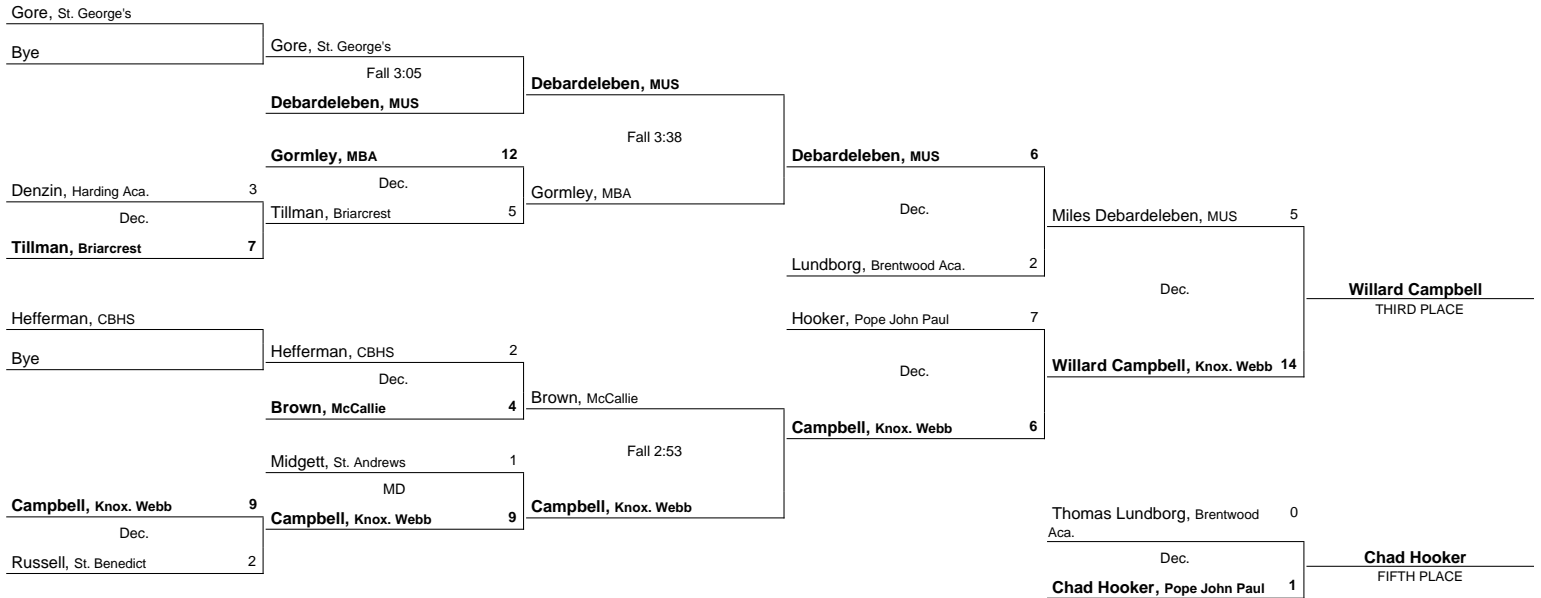 Gore, St. George's
Bye
Gore, St. George's
Fall 3:05
Debardeleben, MUS
Debardeleben, MUS
Fall 3:38
Gormley, MBA 12
Dec.
Tillman, Briarcrest 5
Gormley, MBA
Denzin, Harding Aca. 3
Dec.
Tillman, Briarcrest 7
Debardeleben, MUS 6
Dec.
Lundborg, Brentwood Aca. 2
Miles Debardeleben, MUS 5
Dec.
Willard Campbell, Knox. Webb 14
Willard Campbell
THIRD PLACE
Hefferman, CBHS
Bye
Hefferman, CBHS 2
Dec.
Brown, McCallie 4
Brown, McCallie
Fall 2:53
Campbell, Knox. Webb
Hooker, Pope John Paul 7
Dec.
Campbell, Knox. Webb 6
Midgett, St. Andrews 1
MD
Campbell, Knox. Webb 9
Campbell, Knox. Webb 9
Dec.
Russell, St. Benedict 2
Thomas Lundborg, Brentwood 0
Aca.
Dec.
Chad Hooker, Pope John Paul 1
Chad Hooker
FIFTH PLACE